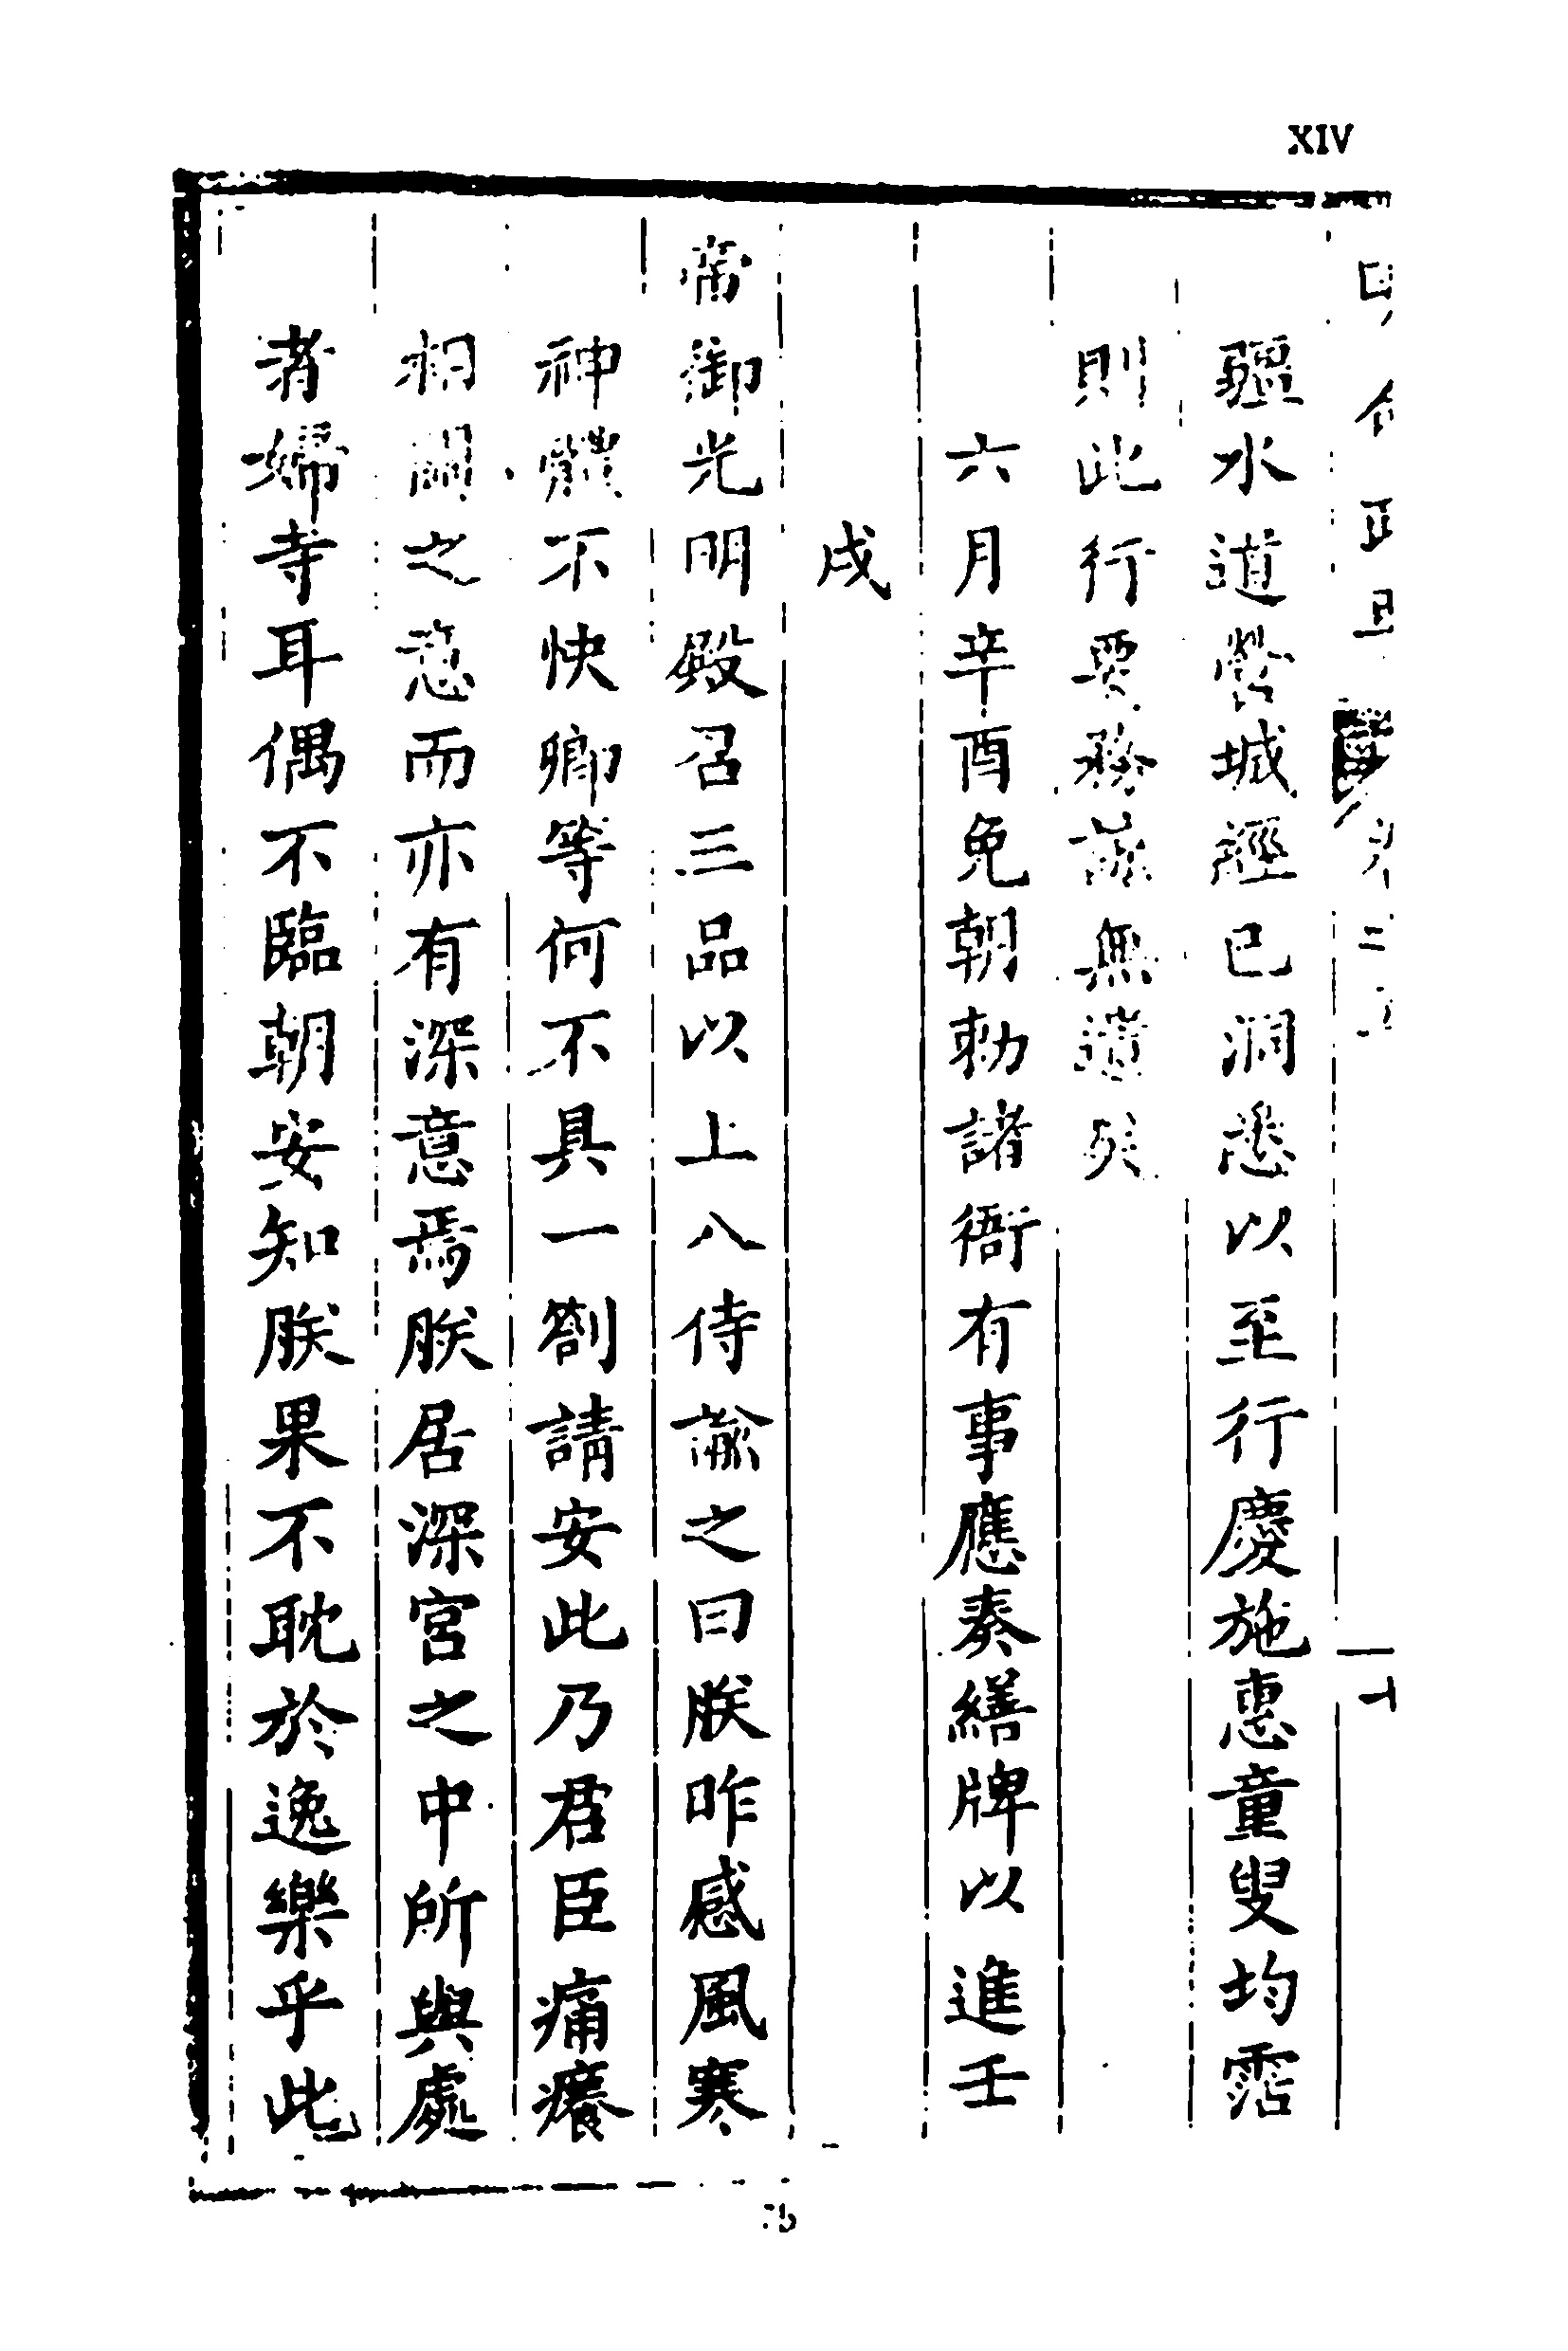 XIV
疆水道營城經已洞悉以至行慶施惠童叟均霑
則此行要務誠無遺矣
六月辛酉免朝勅諸衙有事應奏繕牌以進壬
戌
帝御光明殿召三品以上八侍諭之曰朕昨感風寒
神體不快卿等何不具一劄請安此乃君臣痛癢
相關之意而亦有深意焉朕居深宮之中所與處
者婦寺耳偶不臨朝安知朕果不耽於逸樂乎此